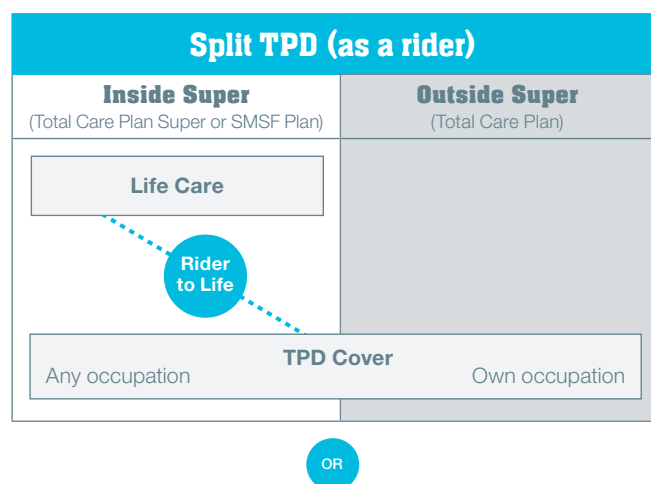 Split TPD (as a rider)
Inside Super
(Total Care Plan Super or SMSF Plan)
Outside Super
(Total Care Plan)
Life Care
Rider
to Life
TPD Cover
Any occupation
Own occupation
OR